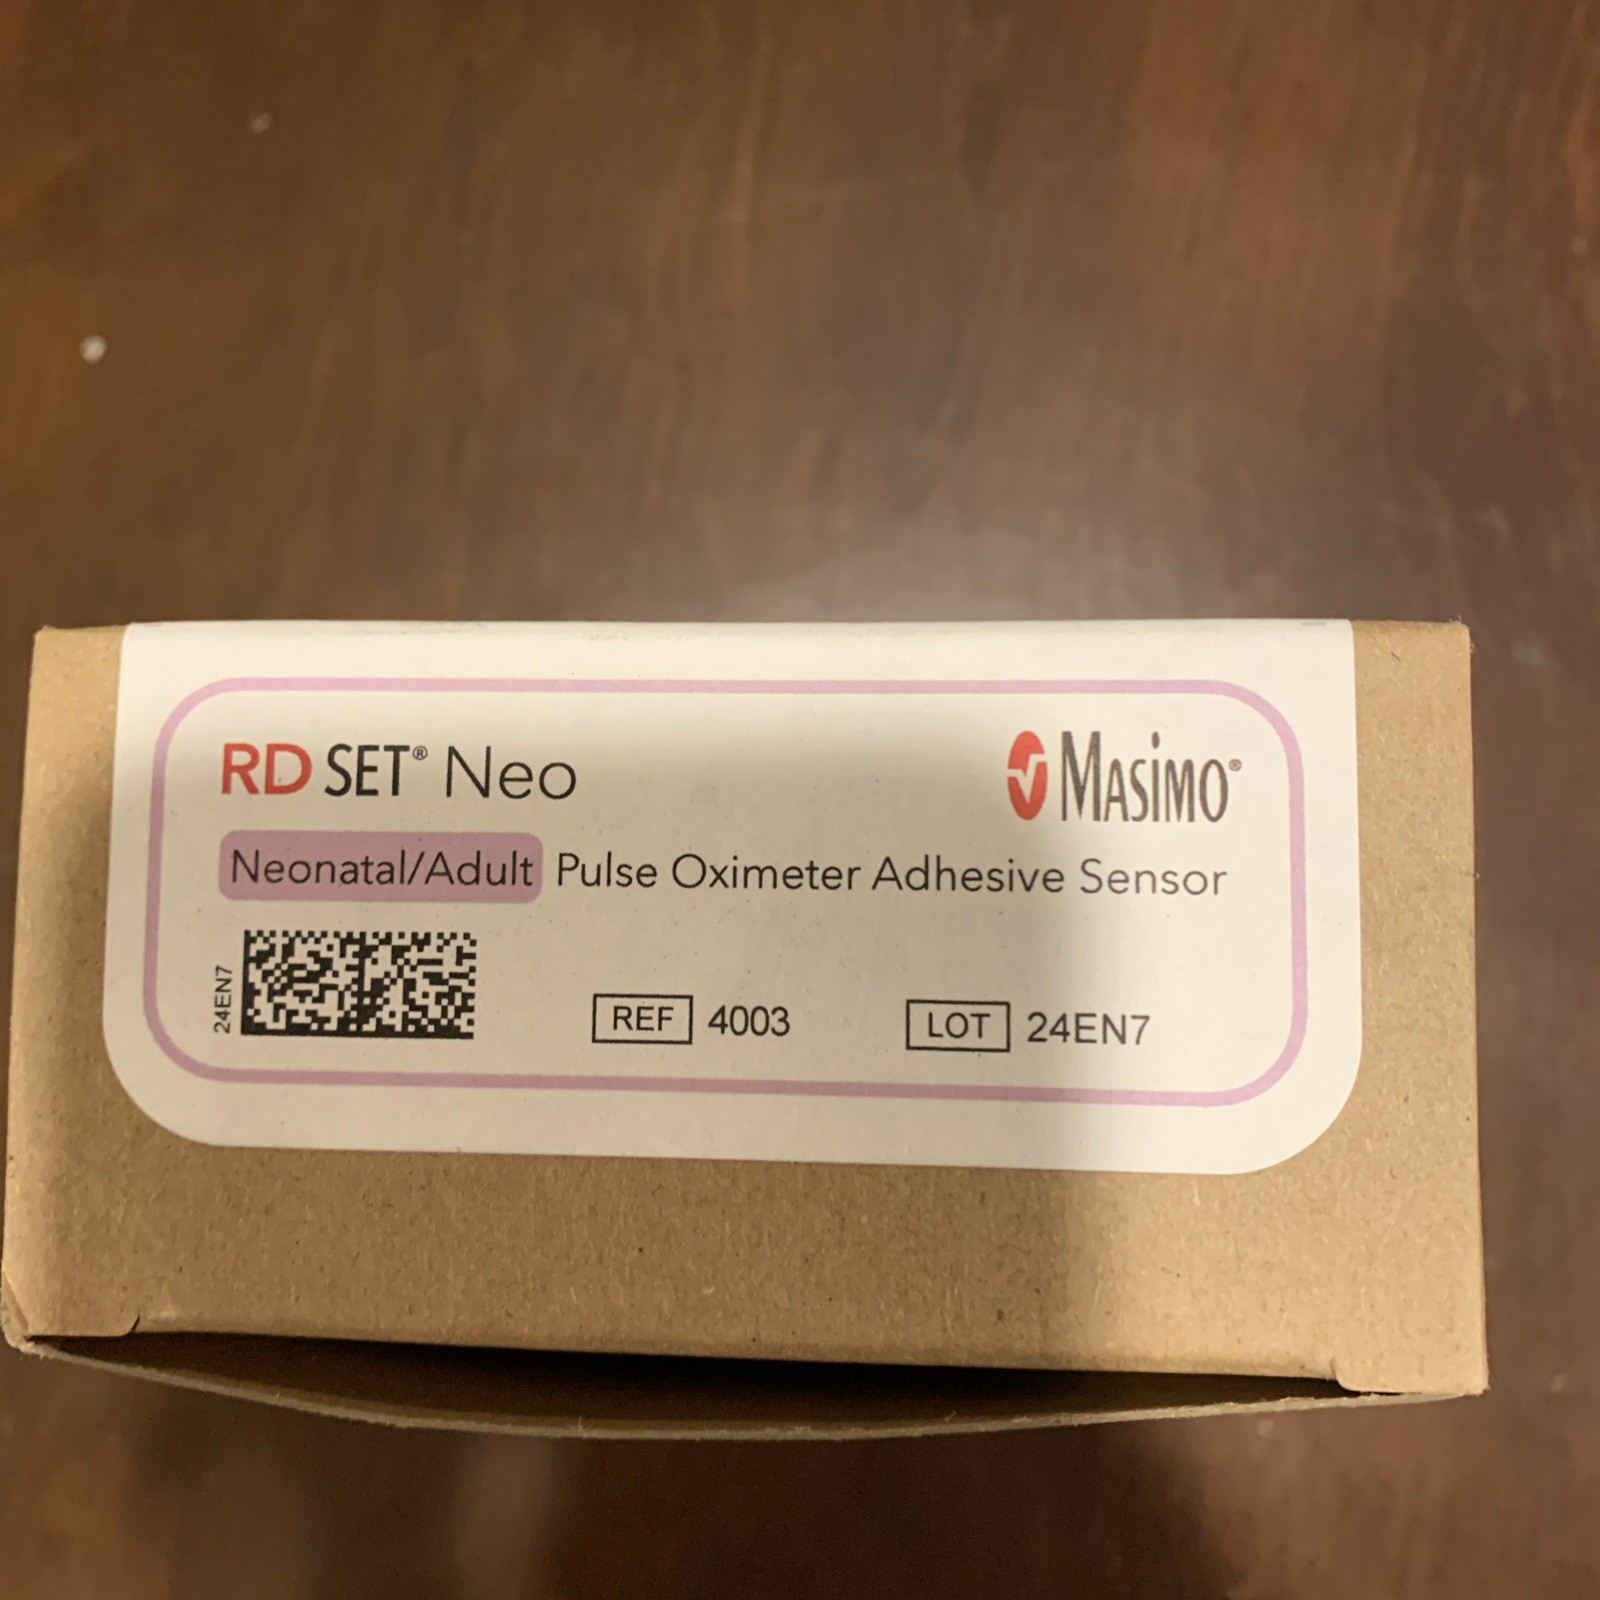 RD SET® Neo
MASIMO®
Neonatal/Adult Pulse Oximeter Adhesive Sensor
24EN7
REF 4003
LOT 24EN7